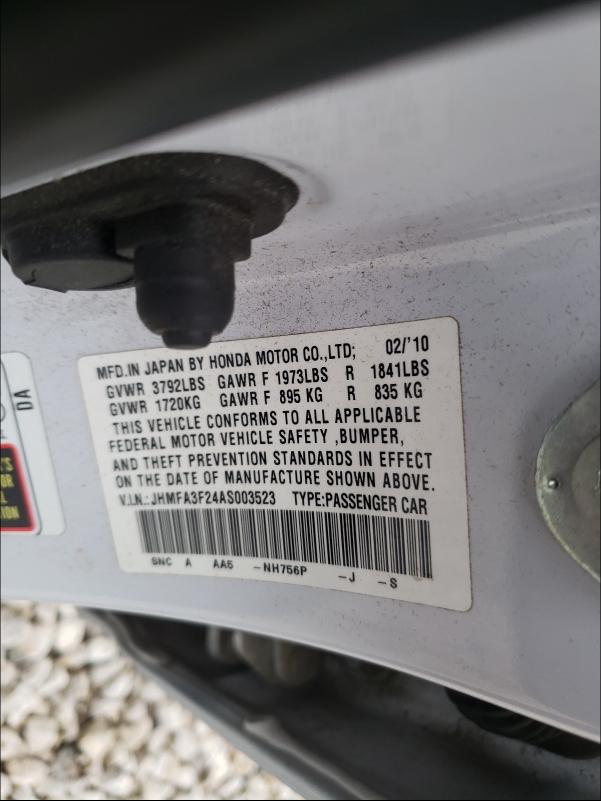 MFD.IN JAPAN BY HONDA MOTOR CO.,LTD; 02/'10
GVWR 3792LBS GAWR F 1973LBS R 1841LBS
GVWR 1720KG GAWR F 895 KG R 835 KG
THIS VEHICLE CONFORMS TO ALL APPLICABLE
FEDERAL MOTOR VEHICLE SAFETY ,BUMPER,
AND THEFT PREVENTION STANDARDS IN EFFECT
ON THE DATE OF MANUFACTURE SHOWN ABOVE.
V.I.N.:JHMFA3F24AS003523 TYPE:PASSENGER CAR
SNC A AA5 -NH756P -J -S
DA